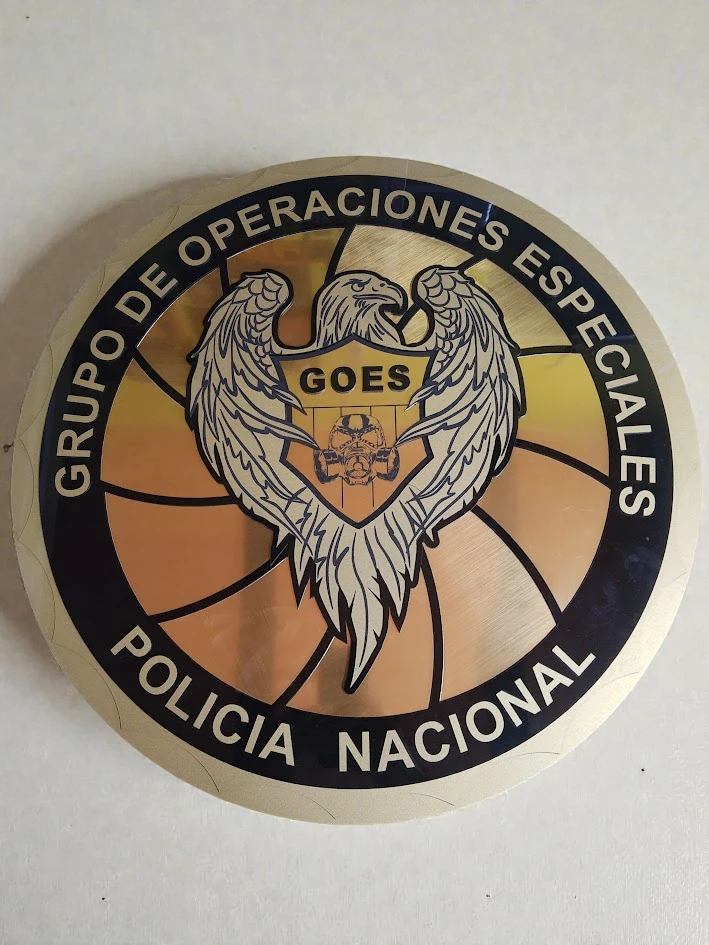 GRUPO DE OPERACIONES ESPECIALES
GOES
POLICIA NACIONAL